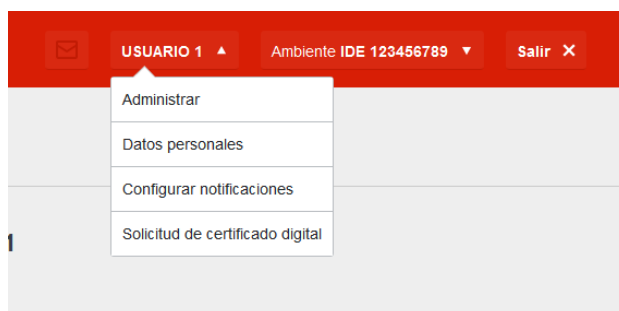 USUARIO 1 ▲ Ambiente IDE 123456789 ▼ Salir ✕
Administrar
Datos personales
Configurar notificaciones
Solicitud de certificado digital